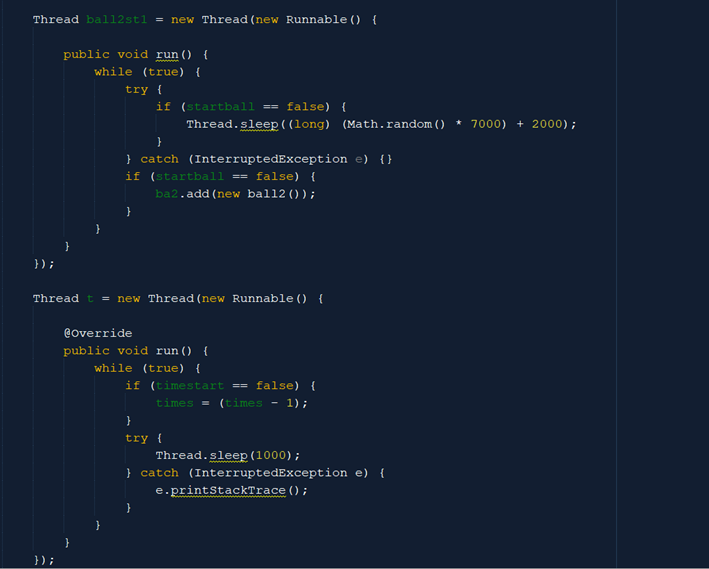 Thread ball2st1 = new Thread(new Runnable() {
public void run() {
while (true) {
try {
if (startball == false) {
Thread.sleep((long) (Math.random() * 7000) + 2000);
}
} catch (InterruptedException e) {}
if (startball == false) {
ba2.add(new ball2());
}
}
}
});
Thread t = new Thread(new Runnable() {
@Override
public void run() {
while (true) {
if (timestart == false) {
times = (times - 1);
}
try {
Thread.sleep(1000);
} catch (InterruptedException e) {
e.printStackTrace();
}
}
}
});